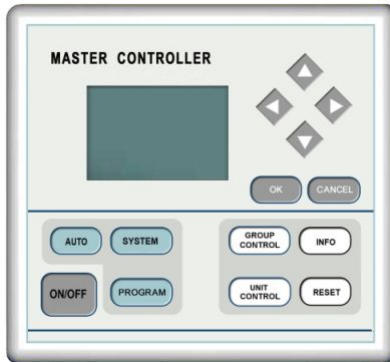 MASTER CONTROLLER
OK
CANCEL
AUTO
SYSTEM
ON/OFF
PROGRAM
GROUP
CONTROL
INFO
UNIT
CONTROL
RESET